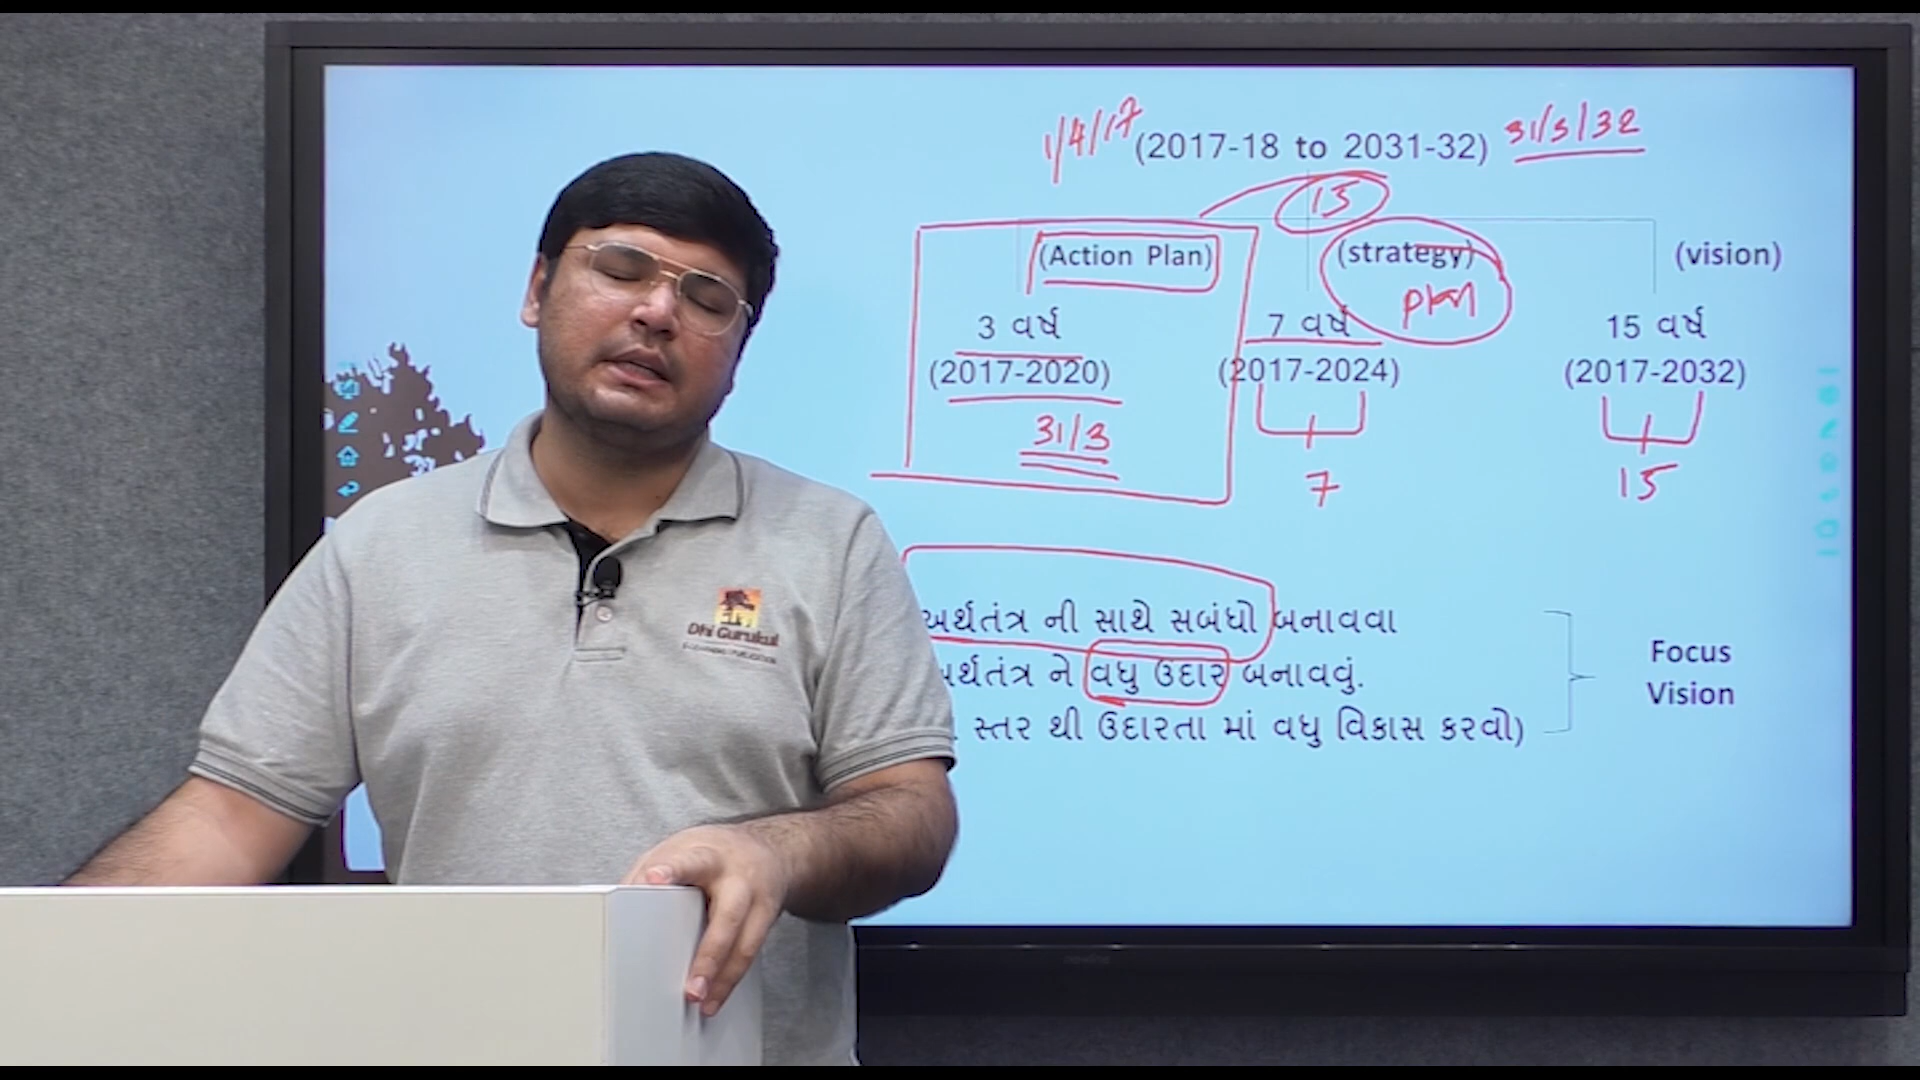 1/4/17 (2017-18 to 2031-32) 31/3/32
15
(Action Plan) (strategy) (vision)
plan
3 વર્ષ 7 વર્ષ 15 વર્ષ
(2017-2020) (2017-2024) (2017-2032)
31/3
7 15
અર્થતંત્ર ની સાથે સબંધો બનાવવા
અર્થતંત્ર ને વધુ ઉદાર બનાવવું.
સ્તર થી ઉદારતા માં વધુ વિકાસ કરવો)
Focus
Vision
Dhi Gurukul